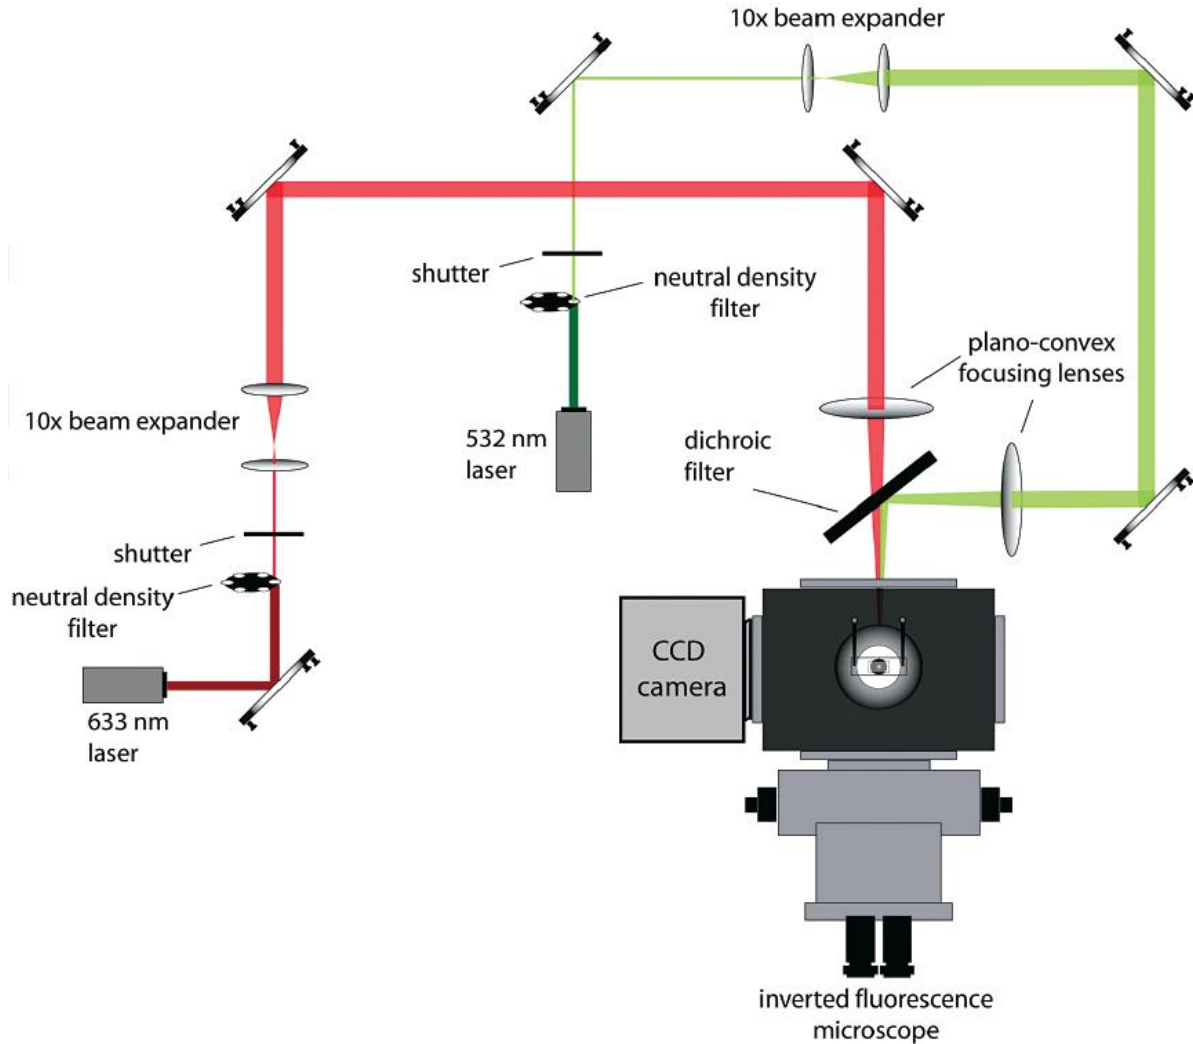 10x beam expander
shutter
neutral density
filter
plano-convex
focusing lenses
10x beam expander
532 nm
laser
dichroic
filter
shutter
neutral density
filter
CCD
camera
633 nm
laser
inverted fluorescence
microscope